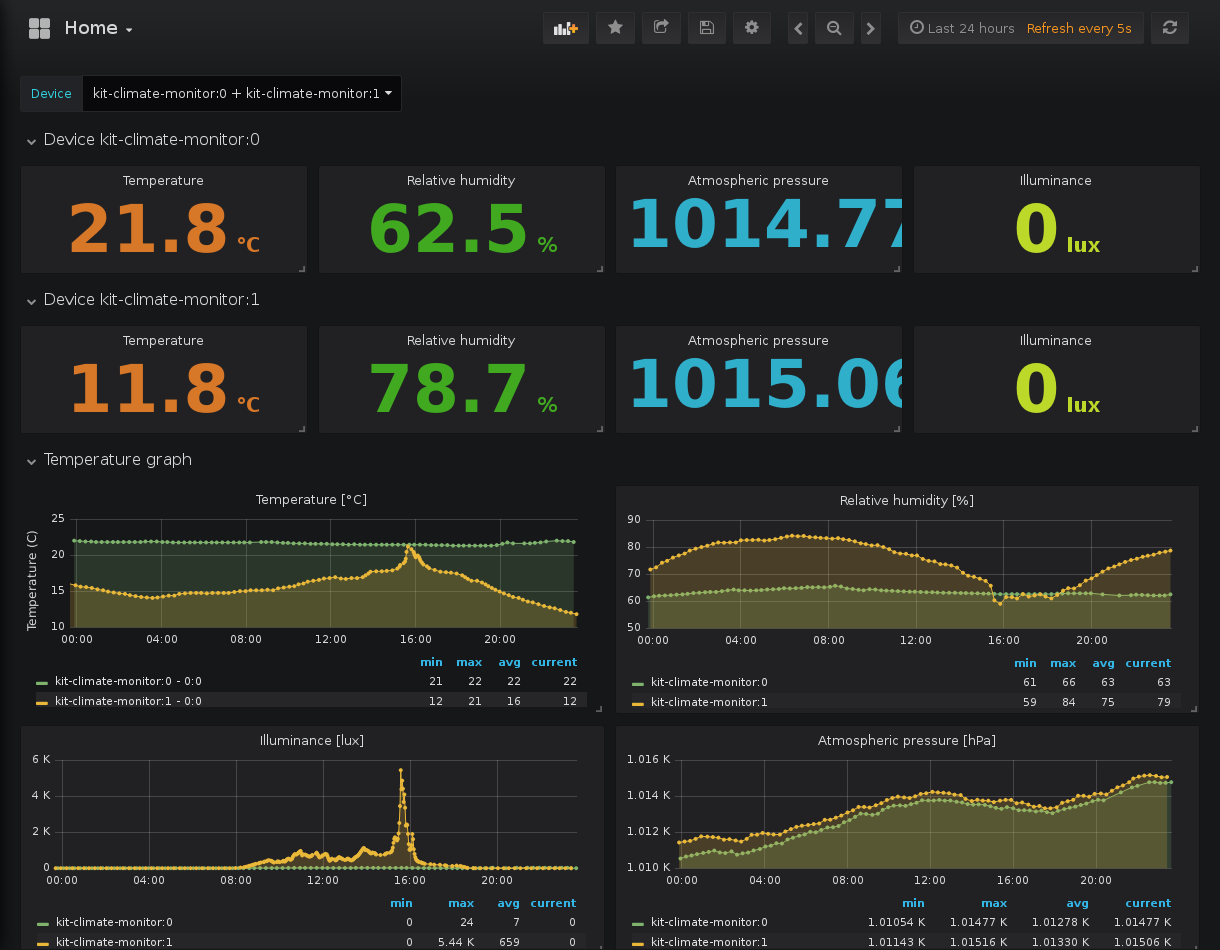 Home
Last 24 hours Refresh every 5s
Device kit-climate-monitor:0 + kit-climate-monitor:1
Device kit-climate-monitor:0
Temperature Relative humidity Atmospheric pressure Illuminance
21.8 °C 62.5 % 1014.77 0 lux
Device kit-climate-monitor:1
Temperature Relative humidity Atmospheric pressure Illuminance
11.8 °C 78.7 % 1015.06 0 lux
Temperature graph
Temperature [°C]
Temperature (C)
25
20
15
10
00:00 04:00 08:00 12:00 16:00 20:00
min max avg current
kit-climate-monitor:0 - 0:0 21 22 22 22
kit-climate-monitor:1 - 0:0 12 21 16 12
Relative humidity [%]
90
80
70
60
50
00:00 04:00 08:00 12:00 16:00 20:00
min max avg current
kit-climate-monitor:0 61 66 63 63
kit-climate-monitor:1 59 84 75 79
Illuminance [lux]
6 K
4 K
2 K
0
00:00 04:00 08:00 12:00 16:00 20:00
min max avg current
kit-climate-monitor:0 0 24 7 0
kit-climate-monitor:1 0 5.44 K 659 0
Atmospheric pressure [hPa]
1.016 K
1.014 K
1.012 K
1.010 K
00:00 04:00 08:00 12:00 16:00 20:00
min max avg current
kit-climate-monitor:0 1.01054 K 1.01477 K 1.01278 K 1.01477 K
kit-climate-monitor:1 1.01143 K 1.01516 K 1.01330 K 1.01506 K